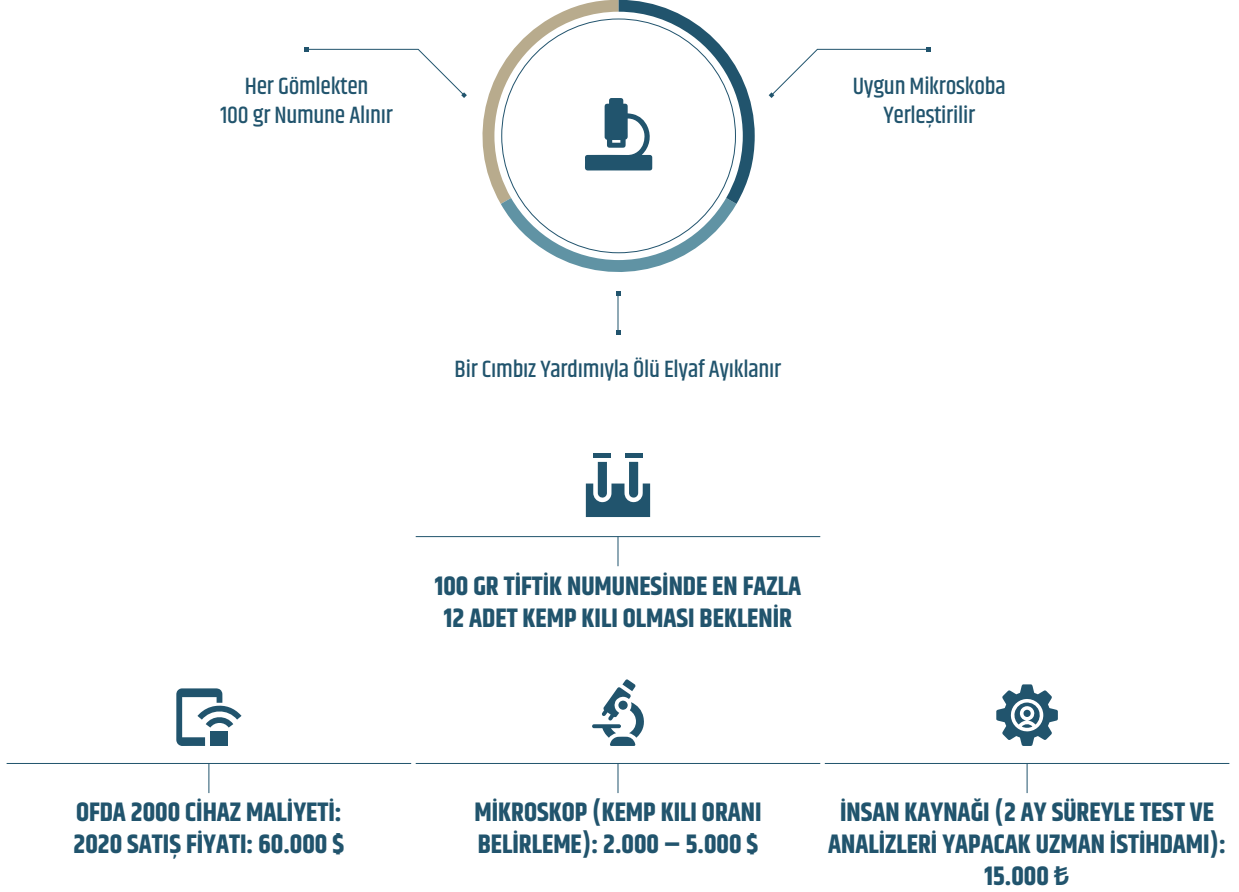 Her Gömlekten
100 gr Numune Alınır
Uygun Mikroskoba
Yerleştirilir
Bir Cımbız Yardımıyla Ölü Elyaf Ayıklanır
100 GR TİFTİK NUMUNESİNDE EN FAZLA
12 ADET KEMP KILI OLMASI BEKLENİR
OFDA 2000 CİHAZ MALİYETİ:
2020 SATIŞ FİYATI: 60.000 $
MİKROSKOP (KEMP KILI ORANI
BELİRLEME): 2.000 – 5.000 $
İNSAN KAYNAĞI (2 AY SÜREYLE TEST VE
ANALİZLERİ YAPACAK UZMAN İSTİHDAMI):
15.000 ₺